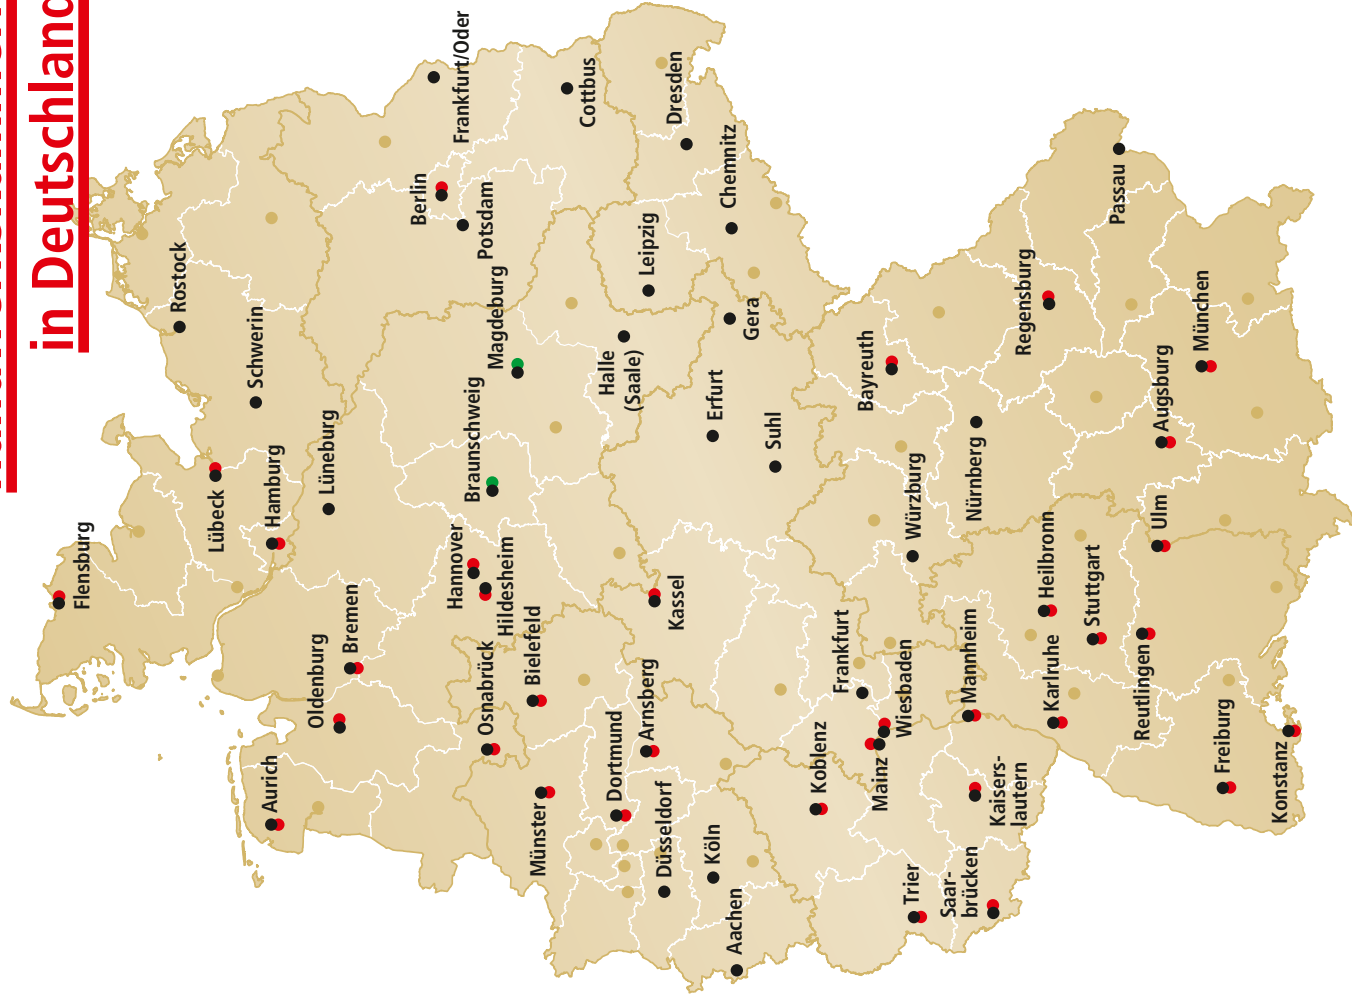 in Deutschland
Flensburg
Lübeck
Hamburg
Rostock
Schwerin
Lüneburg
Bremen
Oldenburg
Aurich
Frankfurt/Oder
Berlin
Potsdam
Cottbus
Magdeburg
Braunschweig
Hannover
Hildesheim
Osnabrück
Bielefeld
Münster
Dortmund
Arnsberg
Düsseldorf
Köln
Aachen
Kassel
Halle
(Saale)
Leipzig
Dresden
Chemnitz
Gera
Erfurt
Suhl
Koblenz
Frankfurt
Wiesbaden
Mainz
Trier
Saar-
brücken
Kaisers-
lautern
Mannheim
Würzburg
Bayreuth
Nürnberg
Regensburg
Passau
Heilbronn
Karlruhe
Stuttgart
Reutlingen
Ulm
Augsburg
München
Freiburg
Konstanz